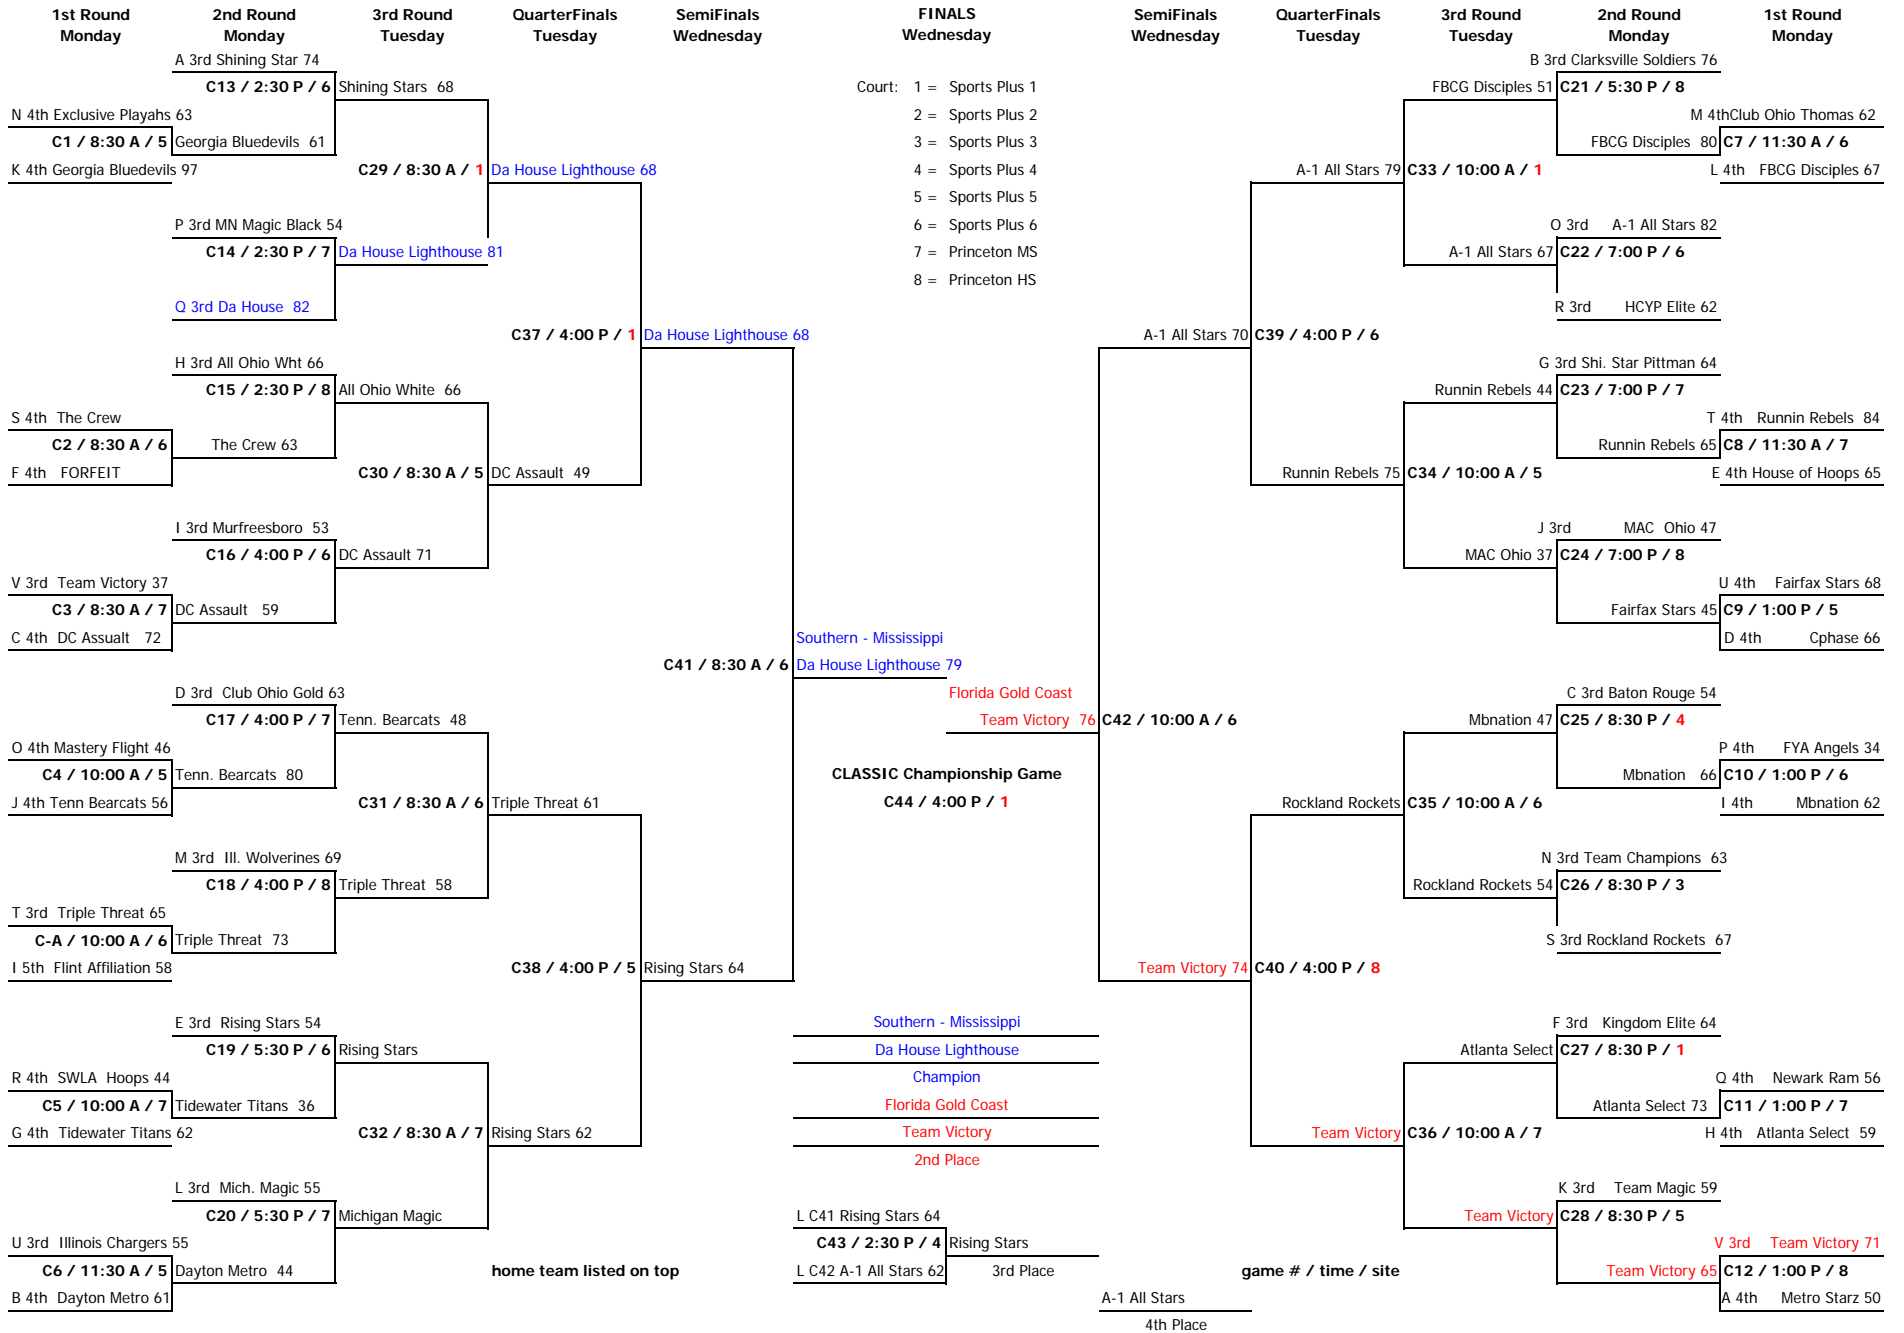 1st Round
Monday
2nd Round
Monday
3rd Round
Tuesday
QuarterFinals
Tuesday
SemiFinals
Wednesday
FINALS
Wednesday
SemiFinals
Wednesday
QuarterFinals
Tuesday
3rd Round
Tuesday
2nd Round
Monday
1st Round
Monday
A 3rd Shining Star 74
C13 / 2:30 P / 6 Shining Stars 68
N 4th Exclusive Playahs 63
C1 / 8:30 A / 5 Georgia Bluedevils 61
K 4th Georgia Bluedevils 97
C29 / 8:30 A / 1 Da House Lighthouse 68
P 3rd MN Magic Black 54
C14 / 2:30 P / 7 Da House Lighthouse 81
Q 3rd Da House 82
C37 / 4:00 P / 1 Da House Lighthouse 68
H 3rd All Ohio Wht 66
C15 / 2:30 P / 8 All Ohio White 66
S 4th The Crew
C2 / 8:30 A / 6 The Crew 63
F 4th FORFEIT
C30 / 8:30 A / 5 DC Assault 49
I 3rd Murfreesboro 53
C16 / 4:00 P / 6 DC Assault 71
V 3rd Team Victory 37
C3 / 8:30 A / 7 DC Assault 59
C 4th DC Assualt 72
Southern - Mississippi
C41 / 8:30 A / 6 Da House Lighthouse 79
D 3rd Club Ohio Gold 63
C17 / 4:00 P / 7 Tenn. Bearcats 48
O 4th Mastery Flight 46
C4 / 10:00 A / 5 Tenn. Bearcats 80
J 4th Tenn Bearcats 56
C31 / 8:30 A / 6 Triple Threat 61
M 3rd Ill. Wolverines 69
C18 / 4:00 P / 8 Triple Threat 58
T 3rd Triple Threat 65
C-A / 10:00 A / 6 Triple Threat 73
I 5th Flint Affiliation 58
C38 / 4:00 P / 5 Rising Stars 64
E 3rd Rising Stars 54
C19 / 5:30 P / 6 Rising Stars
R 4th SWLA Hoops 44
C5 / 10:00 A / 7 Tidewater Titans 36
G 4th Tidewater Titans 62
C32 / 8:30 A / 7 Rising Stars 62
L 3rd Mich. Magic 55
C20 / 5:30 P / 7 Michigan Magic
U 3rd Illinois Chargers 55
C6 / 11:30 A / 5 Dayton Metro 44
B 4th Dayton Metro 61
home team listed on top
Court: 1 = Sports Plus 1
2 = Sports Plus 2
3 = Sports Plus 3
4 = Sports Plus 4
5 = Sports Plus 5
6 = Sports Plus 6
7 = Princeton MS
8 = Princeton HS
Florida Gold Coast
Team Victory 76 C42 / 10:00 A / 6
CLASSIC Championship Game
C44 / 4:00 P / 1
Southern - Mississippi
Da House Lighthouse
Champion
Florida Gold Coast
Team Victory
2nd Place
L C41 Rising Stars 64
C43 / 2:30 P / 4 Rising Stars
L C42 A-1 All Stars 62 3rd Place
A-1 All Stars
4th Place
B 3rd Clarksville Soldiers 76
FBCG Disciples 51 C21 / 5:30 P / 8
M 4thClub Ohio Thomas 62
FBCG Disciples 80 C7 / 11:30 A / 6
L 4th FBCG Disciples 67
A-1 All Stars 79 C33 / 10:00 A / 1
O 3rd A-1 All Stars 82
A-1 All Stars 67 C22 / 7:00 P / 6
R 3rd HCYP Elite 62
A-1 All Stars 70 C39 / 4:00 P / 6
G 3rd Shi. Star Pittman 64
Runnin Rebels 44 C23 / 7:00 P / 7
T 4th Runnin Rebels 84
Runnin Rebels 65 C8 / 11:30 A / 7
E 4th House of Hoops 65
Runnin Rebels 75 C34 / 10:00 A / 5
J 3rd MAC Ohio 47
MAC Ohio 37 C24 / 7:00 P / 8
U 4th Fairfax Stars 68
Fairfax Stars 45 C9 / 1:00 P / 5
D 4th Cphase 66
C 3rd Baton Rouge 54
Mbnation 47 C25 / 8:30 P / 4
P 4th FYA Angels 34
Mbnation 66 C10 / 1:00 P / 6
I 4th Mbnation 62
Rockland Rockets C35 / 10:00 A / 6
N 3rd Team Champions 63
Rockland Rockets 54 C26 / 8:30 P / 3
S 3rd Rockland Rockets 67
Team Victory 74 C40 / 4:00 P / 8
F 3rd Kingdom Elite 64
Atlanta Select C27 / 8:30 P / 1
Q 4th Newark Ram 56
Atlanta Select 73 C11 / 1:00 P / 7
H 4th Atlanta Select 59
Team Victory C36 / 10:00 A / 7
K 3rd Team Magic 59
Team Victory C28 / 8:30 P / 5
V 3rd Team Victory 71
Team Victory 65 C12 / 1:00 P / 8
A 4th Metro Starz 50
game # / time / site